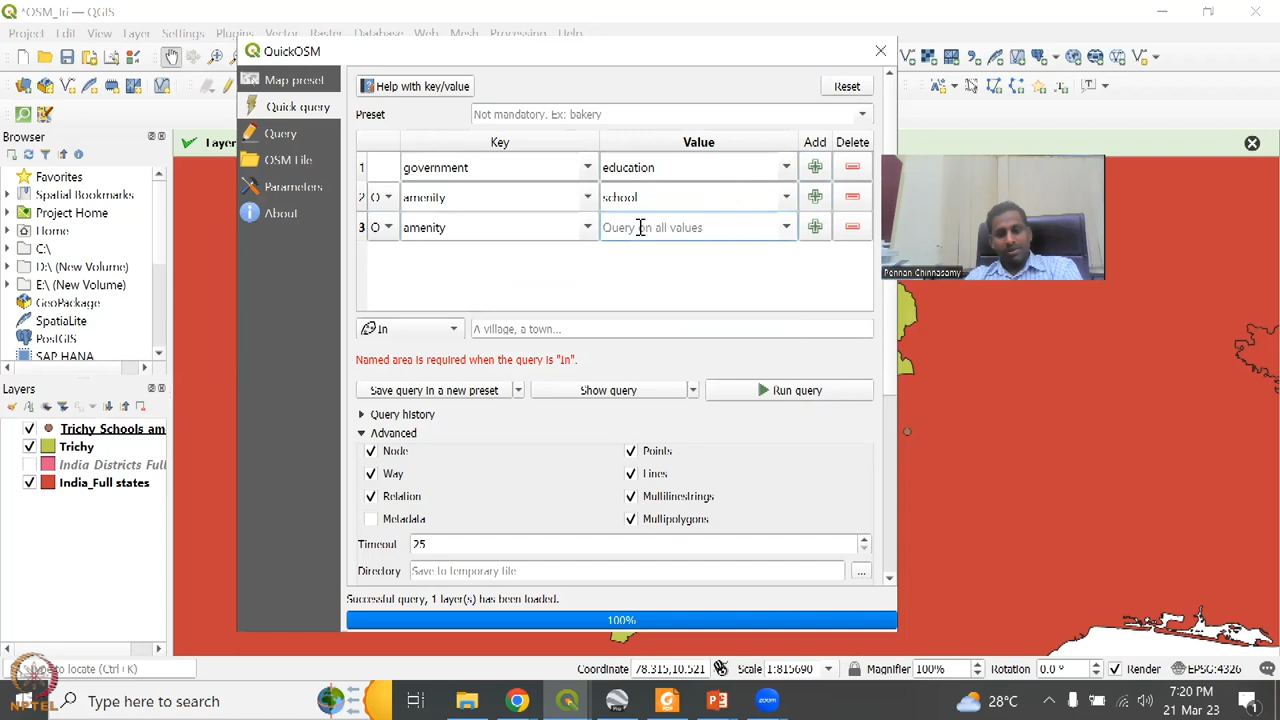 *OSM_tri — QGIS
Project Edit View Layer Settings Plugins Vector Raster Database Web Mesh Processing Help
QuickOSM
Map preset
Quick query
Query
OSM File
Parameters
About
Help with key/value
Reset
Preset
Not mandatory. Ex: bakery
Key Value Add Delete
1 government education
2 O amenity school
3 O amenity Query on all values
In
A village, a town...
Named area is required when the query is "In".
Save query in a new preset
Show query
Run query
Query history
Advanced
Node Points
Way Lines
Relation Multilinestrings
Metadata Multipolygons
Timeout 25
Directory Save to temporary file ...
Successful query, 1 layer(s) has been loaded.
100%
Browser
Favorites
Spatial Bookmarks
Project Home
Home
C:\
D:\ (New Volume)
E:\ (New Volume)
GeoPackage
SpatiaLite
PostGIS
SAP HANA
Layers
Trichy Schools am
Trichy
India Districts Full
India_Full states
Layer
Pennan Chinnasamy
Type to locate (Ctrl+K)
Coordinate 78.315,10.521
Scale 1:815690
Magnifier 100%
Rotation 0.0 °
Render
EPSG:4326
NPTEL
Type here to search
28°C
7:20 PM
21 Mar 23
1